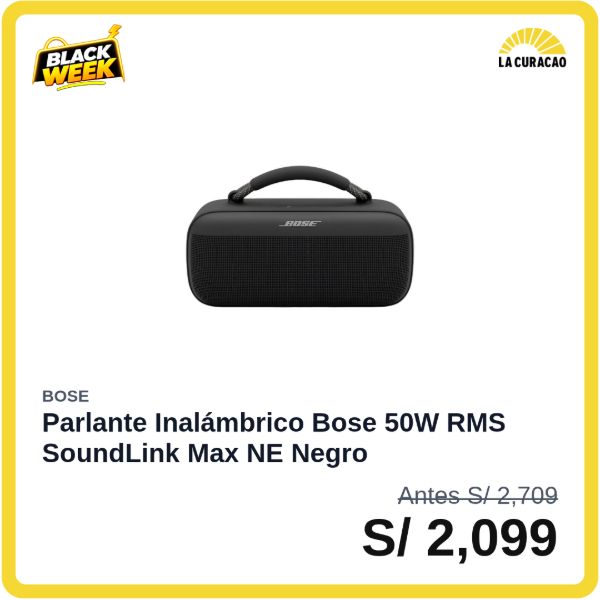 BLACK
WEEK
LA CURACAO
BOSE
BOSE
Parlante Inalámbrico Bose 50W RMS
SoundLink Max NE Negro
Antes S/ 2,709
S/ 2,099